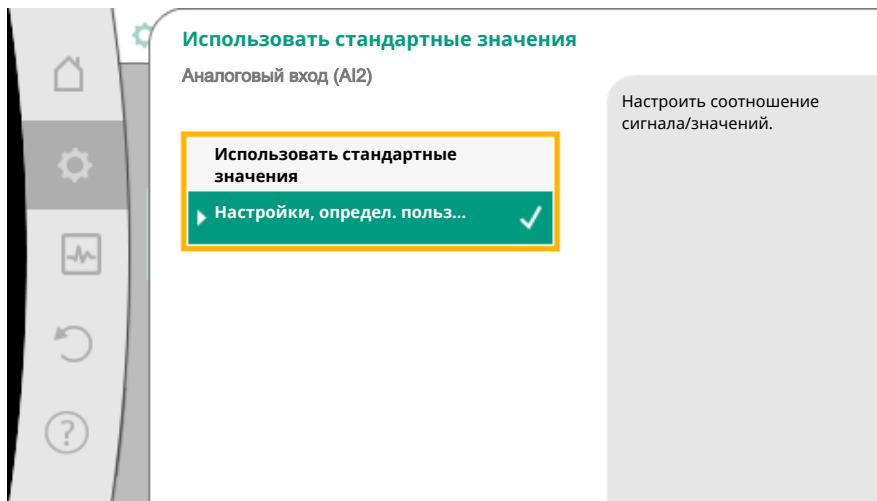 Использовать стандартные значения
Аналоговый вход (AI2)
Использовать стандартные
значения
Настройки, определ. польз...
Настроить соотношение
сигнала/значений.
?